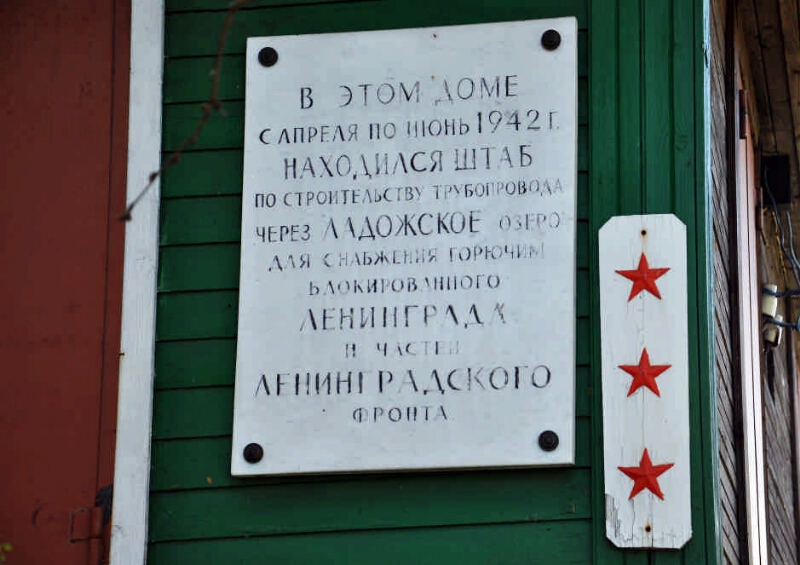 В ЭТОМ ДОМЕ
С АПРЕЛЯ ПО ИЮНЬ 1942 Г.
НАХОДИЛСЯ ШТАБ
ПО СТРОИТЕЛЬСТВУ ТРУБОПРОВОДА
ЧЕРЕЗ ЛАДОЖСКОЕ ОЗЕРО
ДЛЯ СНАБЖЕНИЯ ГОРЮЧИМ
БЛОКИРОВАННОГО
ЛЕНИНГРАДА
И ЧАСТЕЙ
ЛЕНИНГРАДСКОГО
ФРОНТА